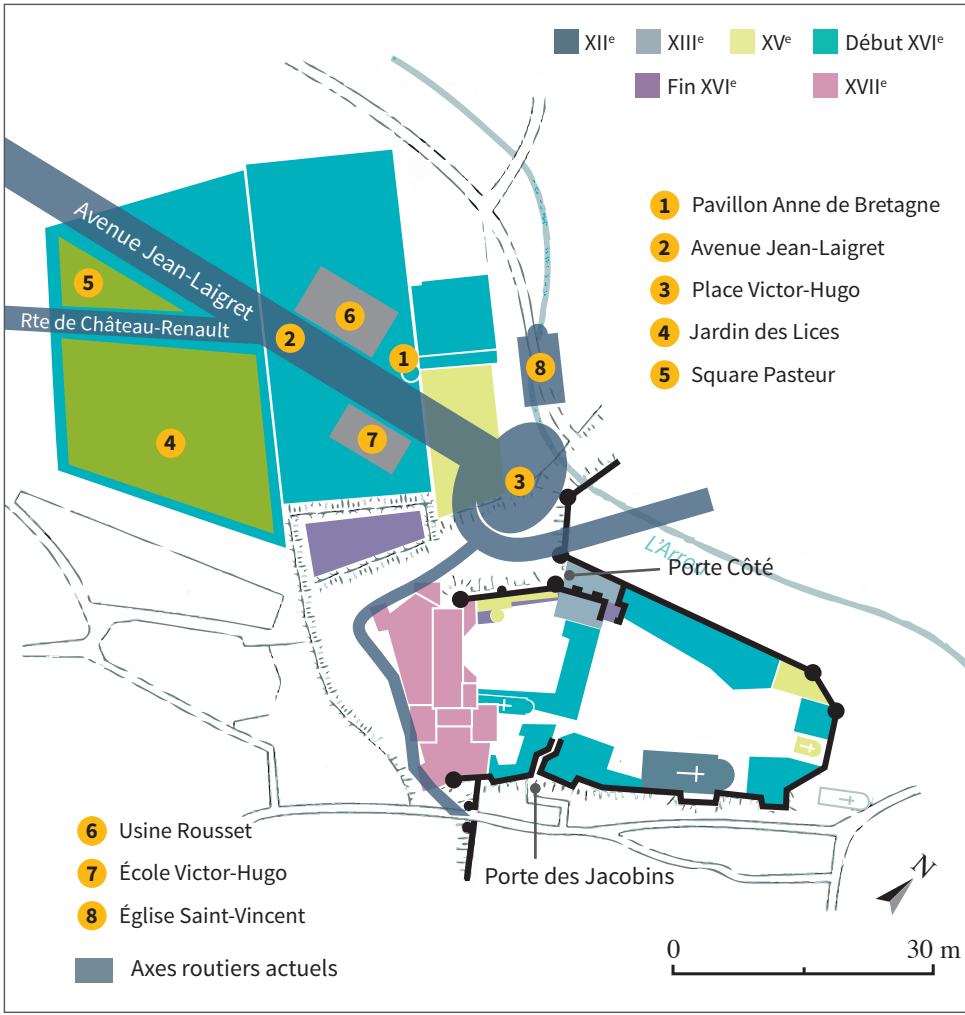 XIIᵉ XIIIᵉ XVᵉ Début XVIᵉ
Fin XVIᵉ XVIIᵉ
1 Pavillon Anne de Bretagne
2 Avenue Jean-Laigret
3 Place Victor-Hugo
4 Jardin des Lices
5 Square Pasteur
Avenue Jean-Laigret
5
Rte de Château-Renault
6
2
1
8
4
7
3
L'Arrou
Porte Côté
6 Usine Rousset
7 École Victor-Hugo
8 Église Saint-Vincent
Axes routiers actuels
Porte des Jacobins
N
0 30 m